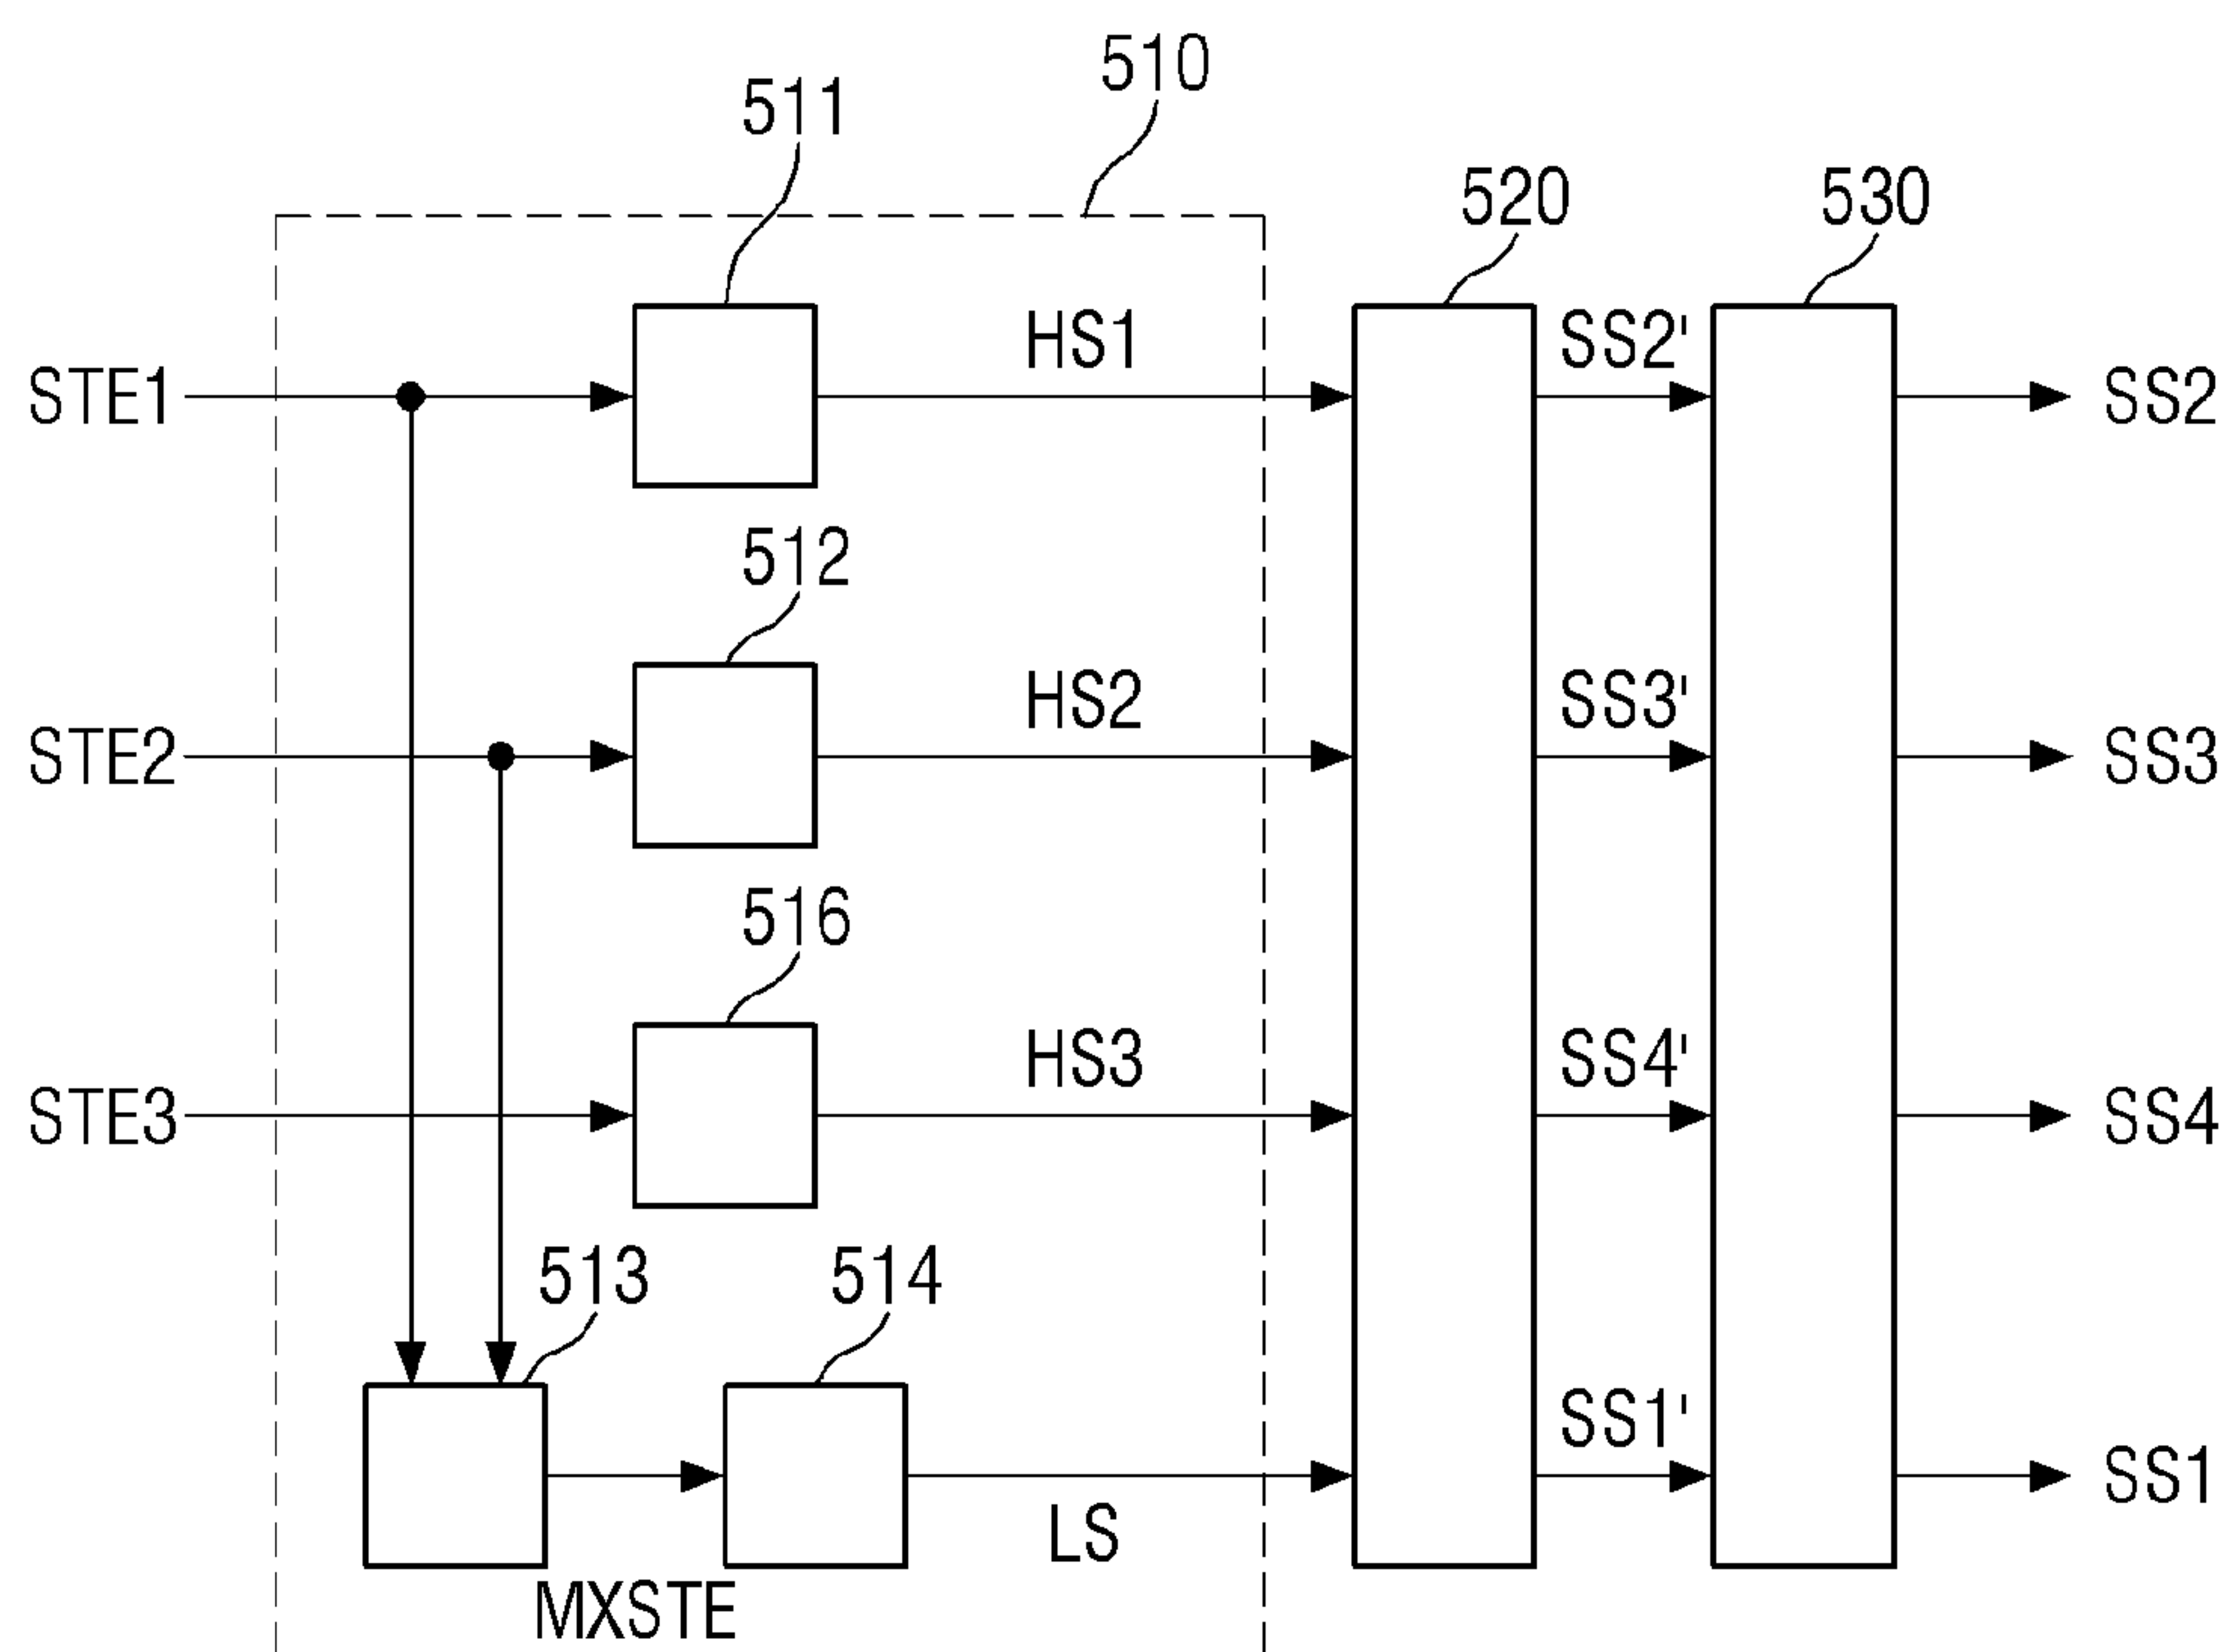 510
511
520
530
HS1
SS2'
STE1
SS2
512
HS2
SS3'
STE2
SS3
516
HS3
SS4'
STE3
SS4
513
514
SS1'
LS
SS1
MXSTE